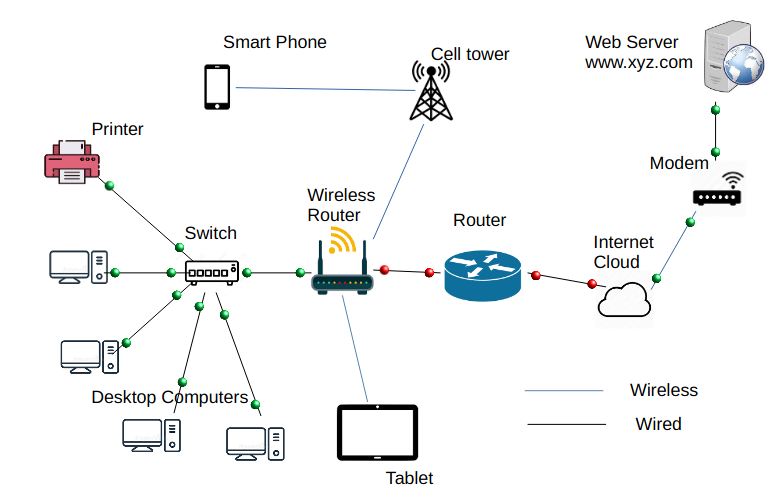 Smart Phone
Cell tower
Web Server
www.xyz.com
Printer
Modem
Wireless
Router
Switch
Router
Internet
Cloud
Desktop Computers
Wireless
Wired
Tablet